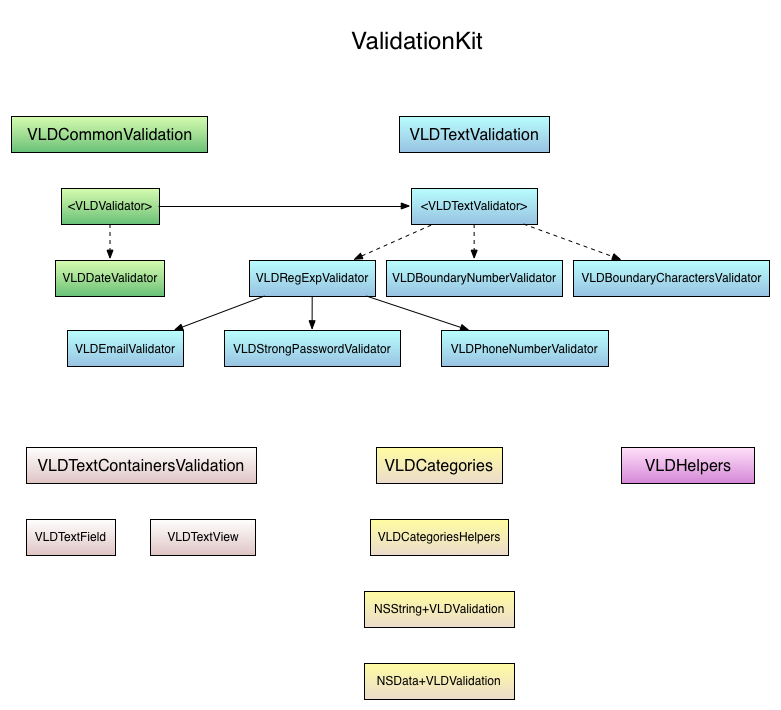 ValidationKit
VLDCommonValidation
VLDTextValidation
<VLDValidator>
<VLDTextValidator>
VLDDateValidator
VLDRegExpValidator
VLDBoundaryNumberValidator
VLDBoundaryCharactersValidator
VLDEmailValidator
VLDStrongPasswordValidator
VLDPhoneNumberValidator
VLDTextContainersValidation
VLDCategories
VLDHelpers
VLDTextField
VLDTextView
VLDCategoriesHelpers
NSString+VLDValidation
NSData+VLDValidation